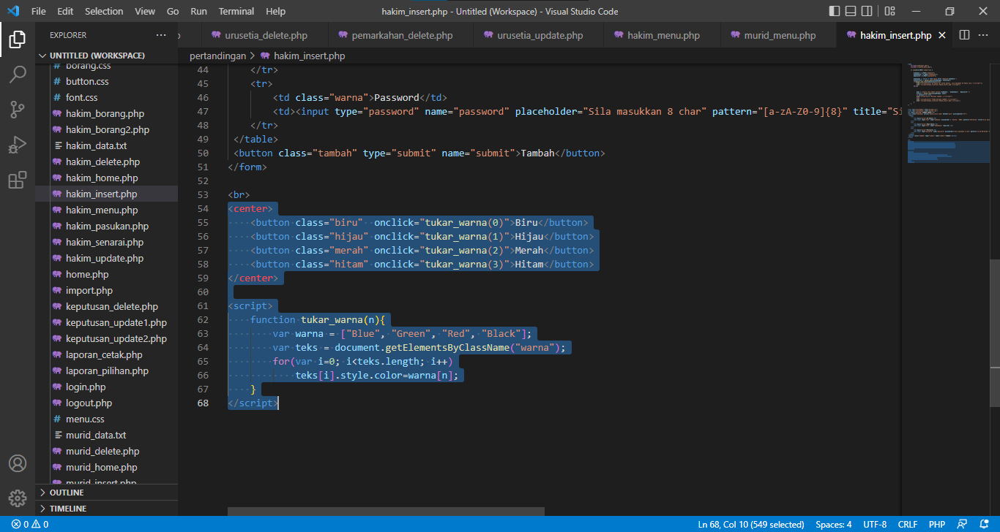 File Edit Selection View Go Run Terminal Help hakim_insert.php - Untitled (Workspace) - Visual Studio Code
EXPLORER ···
urusetia_delete.php pemarkahan_delete.php urusetia_update.php hakim_menu.php murid_menu.php hakim_insert.php
UNTITLED (WORKSPACE)
pertandingan > hakim_insert.php
borang.css
button.css
font.css
hakim_borang.php
hakim_borang2.php
hakim_data.txt
hakim_delete.php
hakim_home.php
hakim_insert.php
hakim_menu.php
hakim_pasukan.php
hakim_senarai.php
hakim_update.php
home.php
import.php
keputusan_delete.php
keputusan_update1.php
keputusan_update2.php
laporan_cetak.php
laporan_pilihan.php
login.php
logout.php
menu.css
murid_data.txt
murid_delete.php
murid_home.php
murid_insert.php
OUTLINE
TIMELINE
44 </tr>
45 <tr>
46 <td class="warna">Password</td>
47 <td><input type="password" name="password" placeholder="Sila masukkan 8 char" pattern="[a-zA-Z0-9]{8}" title="Si
48 </tr>
49 </table>
50 <button class="tambah" type="submit" name="submit">Tambah</button>
51 </form>
52
53 <br>
54 <center>
55 <button class="biru"  onclick="tukar_warna(0)">Biru</button>
56 <button class="hijau" onclick="tukar_warna(1)">Hijau</button>
57 <button class="merah" onclick="tukar_warna(2)">Merah</button>
58 <button class="hitam" onclick="tukar_warna(3)">Hitam</button>
59 </center>
60
61 <script>
62 function tukar_warna(n){
63 var warna = ["Blue", "Green", "Red", "Black"];
64 var teks = document.getElementsByClassName("warna");
65 for(var i=0; i<teks.length; i++)
66 teks[i].style.color=warna[n];
67 }
68 </script>
0 0 Ln 68, Col 10 (549 selected) Spaces: 4 UTF-8 CRLF PHP